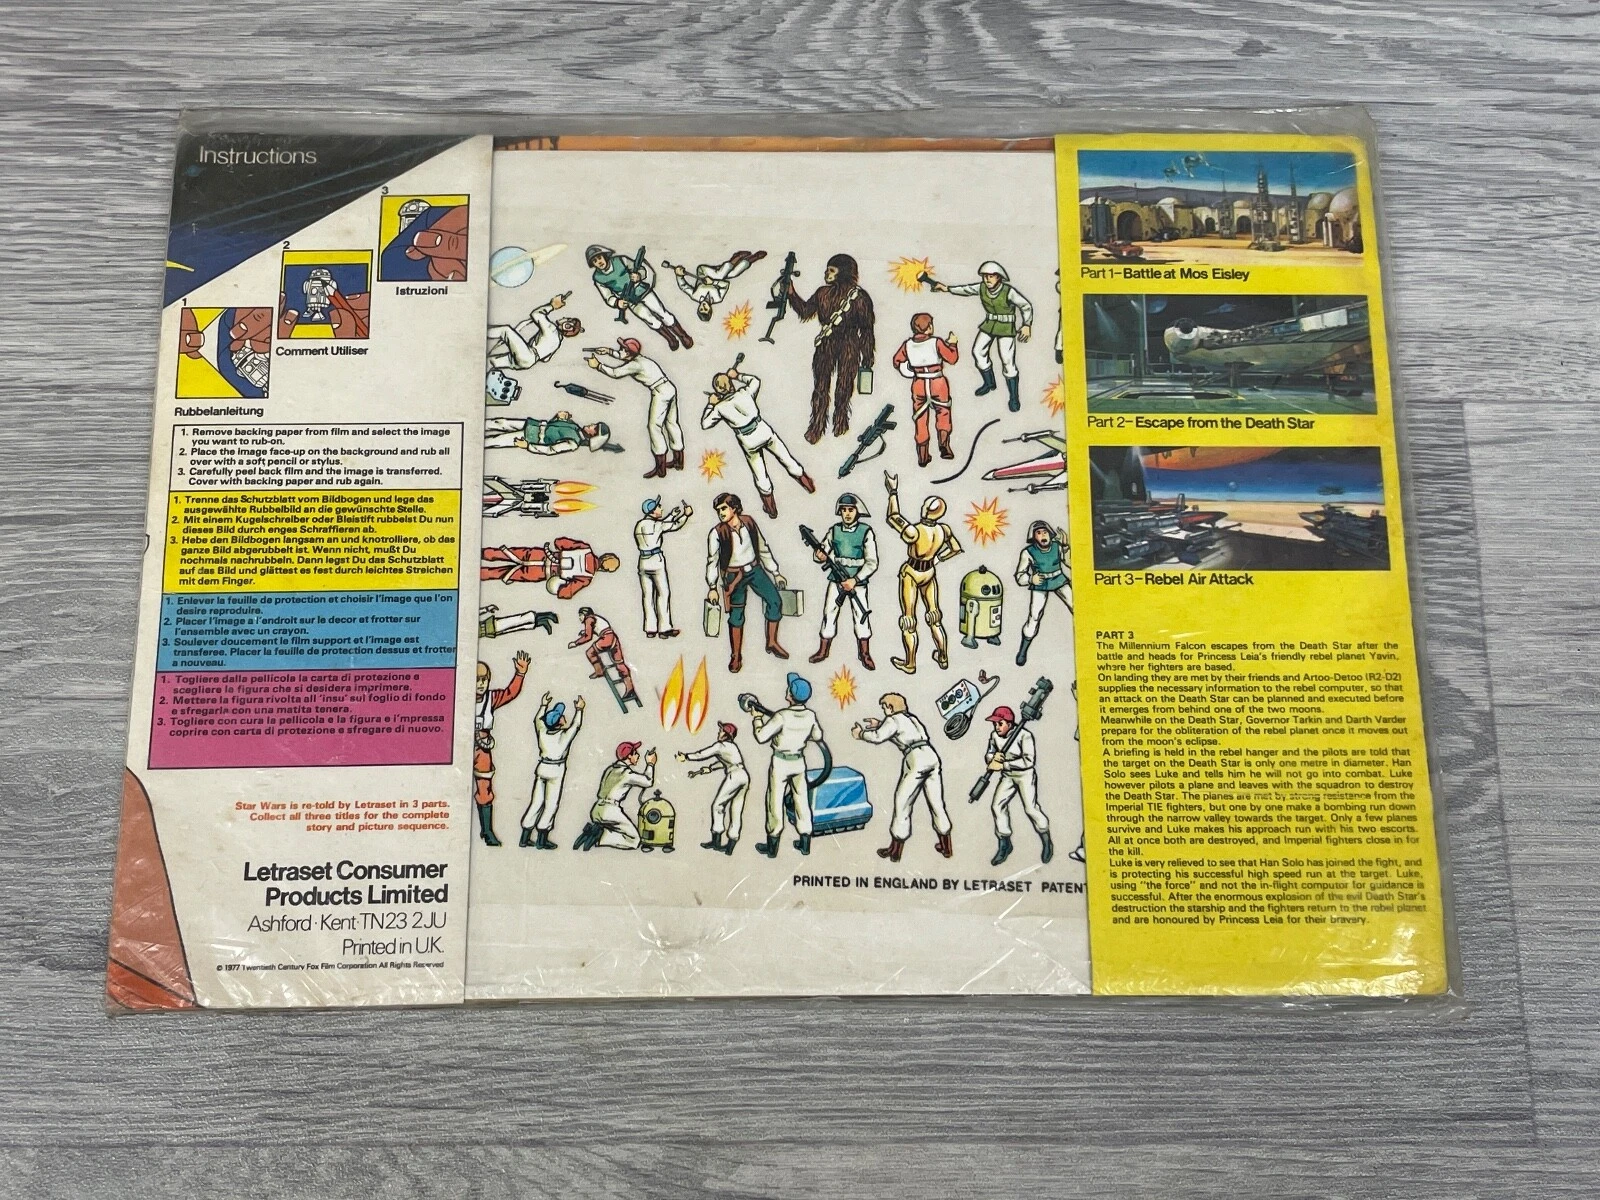 Instructions
3
2
1
Istruzioni
Comment Utiliser
Rubbelanleitung
1. Remove backing paper from film and select the image
you want to rub-on.
2. Place the image face-up on the background and rub all
over with a soft pencil or stylus.
3. Carefully peel back film and the image is transferred.
Cover with backing paper and rub again.
1. Trenne das Schutzblatt vom Bildbogen und lege das
ausgewählte Rubbelbild an die gewünschte Stelle.
2. Mit einem Kugelschreiber oder Bleistift rubbelst Du nun
dieses Bild durch enges Schraffieren ab.
3. Hebe den Bildbogen langsam an und knotrolliere, ob das
ganze Bild abgerubbelt ist. Wenn nicht, mußt Du
nochmals nachrubbeln. Dann legst Du das Schutzblatt
auf das Bild und glättest es fest durch leichtes Streichen
mit dem Finger.
1. Enlever la feuille de protection et choisir l'image que l'on
desire reproduire.
2. Placer l'image a l'endroit sur le decor et frotter sur
l'ensemble avec un crayon.
3. Soulever doucement le film support et l'image est
transferee. Placer la feuille de protection dessus et frotter
a nouveau.
1. Togliere dalla pellicola la carta di protezione e
scegliere la figura che si desidera imprimere.
2. Mettere la figura rivolta all 'insu' sul foglio di fondo
e sfregarla con una matita tenera.
3. Togliere con cura la pellicola e la figura e l'mpressa
coprire con carta di protezione e sfregare di nuovo.
Star Wars is re-told by Letraset in 3 parts.
Collect all three titles for the complete
story and picture sequence.
Letraset Consumer
Products Limited
Ashford·Kent·TN23 2JU
Printed in U.K.
© 1977 Twentieth Century Fox Film Corporation All Rights Reserved
PRINTED IN ENGLAND BY LETRASET PATENT
Part 1–Battle at Mos Eisley
Part 2–Escape from the Death Star
Part 3–Rebel Air Attack
PART 3
The Millennium Falcon escapes from the Death Star after the
battle and heads for Princess Leia's friendly rebel planet Yavin,
where her fighters are based.
On landing they are met by their friends and Artoo-Detoo (R2-D2)
supplies the necessary information to the rebel computer, so that
an attack on the Death Star can be planned and executed before
it emerges from behind one of the two moons.
Meanwhile on the Death Star, Governor Tarkin and Darth Varder
prepare for the obliteration of the rebel planet once it moves out
from the moon's eclipse.
A briefing is held in the rebel hanger and the pilots are told that
the target on the Death Star is only one metre in diameter. Han
Solo sees Luke and tells him he will not go into combat. Luke
however pilots a plane and leaves with the squadron to destroy
the Death Star. The planes are met by strong resistance from the
Imperial TIE fighters, but one by one make a bombing run down
through the narrow valley towards the target. Only a few planes
survive and Luke makes his approach run with his two escorts.
All at once both are destroyed, and Imperial fighters close in for
the kill.
Luke is very relieved to see that Han Solo has joined the fight, and
is protecting his successful high speed run at the target. Luke,
using "the force" and not the in-flight computor for guidance is
successful. After the enormous explosion of the evil Death Star's
destruction the starship and the fighters return to the rebel planet
and are honoured by Princess Leia for their bravery.